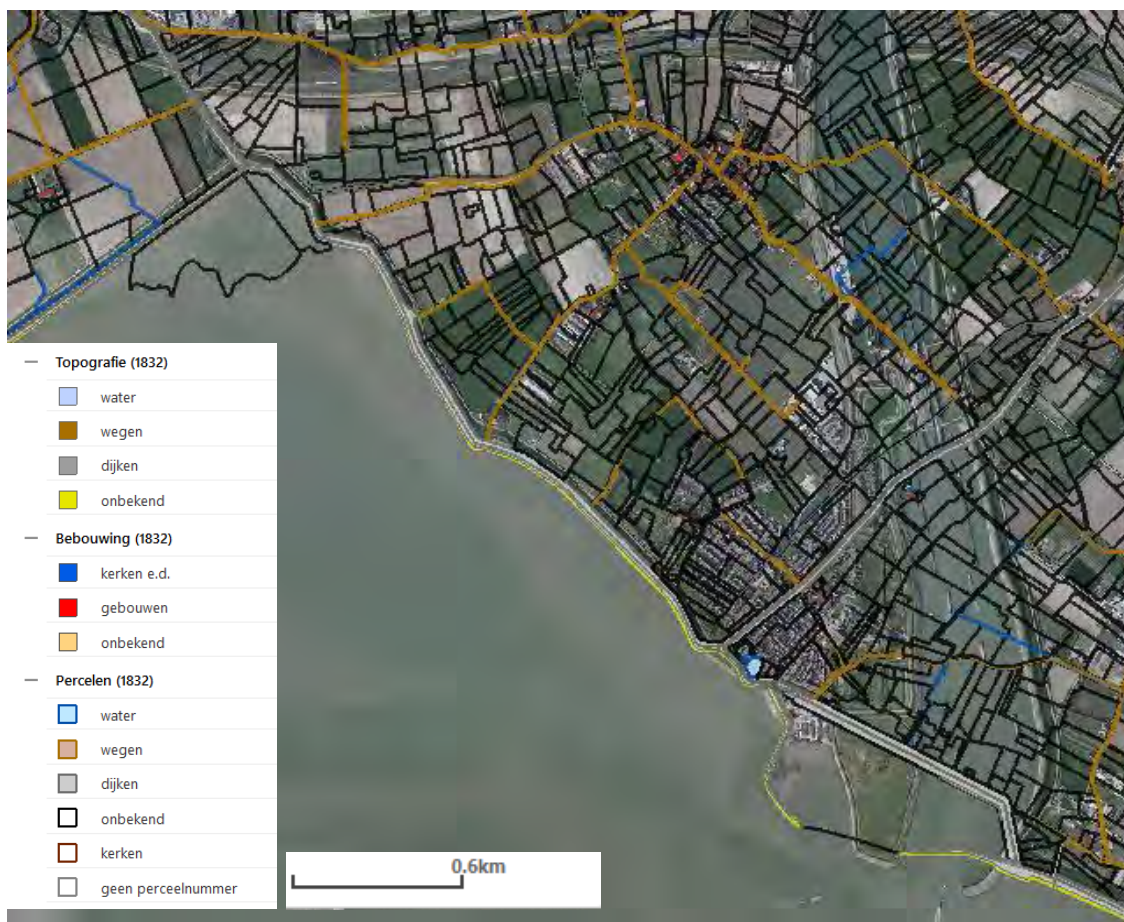 Topografie (1832)
water
wegen
dijken
onbekend
Bebouwing (1832)
kerken e.d.
gebouwen
onbekend
Percelen (1832)
water
wegen
dijken
onbekend
kerken
geen perceelnummer
0.6km